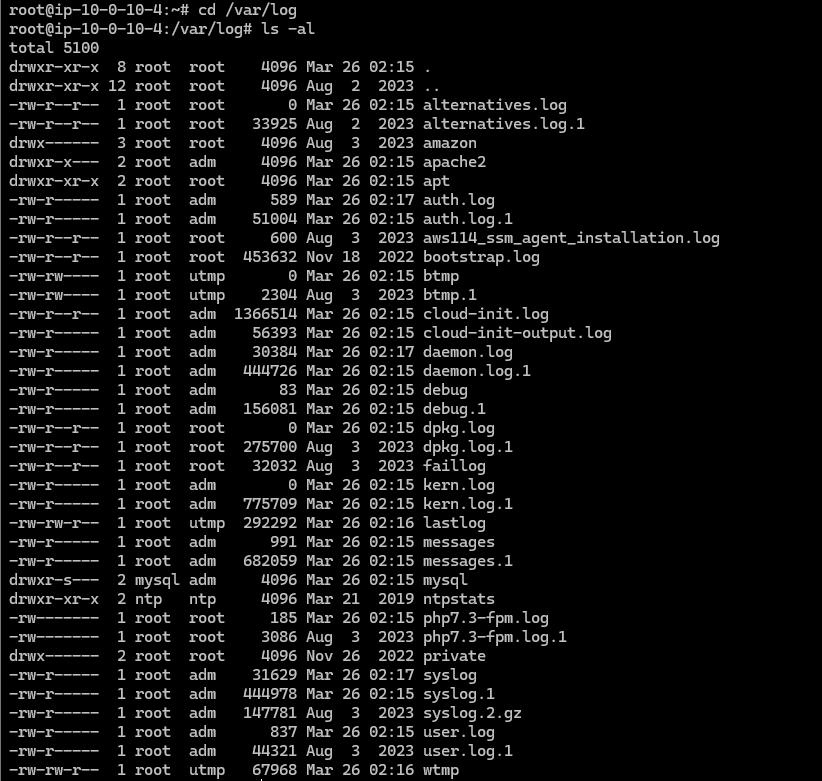 root@ip-10-0-10-4:~# cd /var/log
root@ip-10-0-10-4:/var/log# ls -al
total 5100
drwxr-xr-x  8 root  root    4096 Mar 26 02:15 .
drwxr-xr-x 12 root  root    4096 Aug  2  2023 ..
-rw-r--r--  1 root  root       0 Mar 26 02:15 alternatives.log
-rw-r--r--  1 root  root   33925 Aug  2  2023 alternatives.log.1
drwx------  3 root  root    4096 Aug  3  2023 amazon
drwxr-x---  2 root  adm     4096 Mar 26 02:15 apache2
drwxr-xr-x  2 root  root    4096 Mar 26 02:15 apt
-rw-r-----  1 root  adm      589 Mar 26 02:17 auth.log
-rw-r-----  1 root  adm    51004 Mar 26 02:15 auth.log.1
-rw-r--r--  1 root  root     600 Aug  3  2023 aws114_ssm_agent_installation.log
-rw-r--r--  1 root  root  453632 Nov 18  2022 bootstrap.log
-rw-rw----  1 root  utmp       0 Mar 26 02:15 btmp
-rw-rw----  1 root  utmp    2304 Aug  3  2023 btmp.1
-rw-r--r--  1 root  adm  1366514 Mar 26 02:15 cloud-init.log
-rw-r-----  1 root  adm    56393 Mar 26 02:15 cloud-init-output.log
-rw-r-----  1 root  adm    30384 Mar 26 02:17 daemon.log
-rw-r-----  1 root  adm   444726 Mar 26 02:15 daemon.log.1
-rw-r-----  1 root  adm       83 Mar 26 02:15 debug
-rw-r-----  1 root  adm   156081 Mar 26 02:15 debug.1
-rw-r--r--  1 root  root       0 Mar 26 02:15 dpkg.log
-rw-r--r--  1 root  root  275700 Aug  3  2023 dpkg.log.1
-rw-r--r--  1 root  root   32032 Aug  3  2023 faillog
-rw-r-----  1 root  adm        0 Mar 26 02:15 kern.log
-rw-r-----  1 root  adm   775709 Mar 26 02:15 kern.log.1
-rw-rw-r--  1 root  utmp  292292 Mar 26 02:16 lastlog
-rw-r-----  1 root  adm      991 Mar 26 02:15 messages
-rw-r-----  1 root  adm   682059 Mar 26 02:15 messages.1
drwxr-s---  2 mysql adm     4096 Mar 26 02:15 mysql
drwxr-xr-x  2 ntp   ntp     4096 Mar 21  2019 ntpstats
-rw-------  1 root  root     185 Mar 26 02:15 php7.3-fpm.log
-rw-------  1 root  root    3086 Aug  3  2023 php7.3-fpm.log.1
drwx------  2 root  root    4096 Nov 26  2022 private
-rw-r-----  1 root  adm    31629 Mar 26 02:17 syslog
-rw-r-----  1 root  adm   444978 Mar 26 02:15 syslog.1
-rw-r-----  1 root  adm   147781 Aug  3  2023 syslog.2.gz
-rw-r-----  1 root  adm      837 Mar 26 02:15 user.log
-rw-r-----  1 root  adm    44321 Aug  3  2023 user.log.1
-rw-rw-r--  1 root  utmp   67968 Mar 26 02:16 wtmp